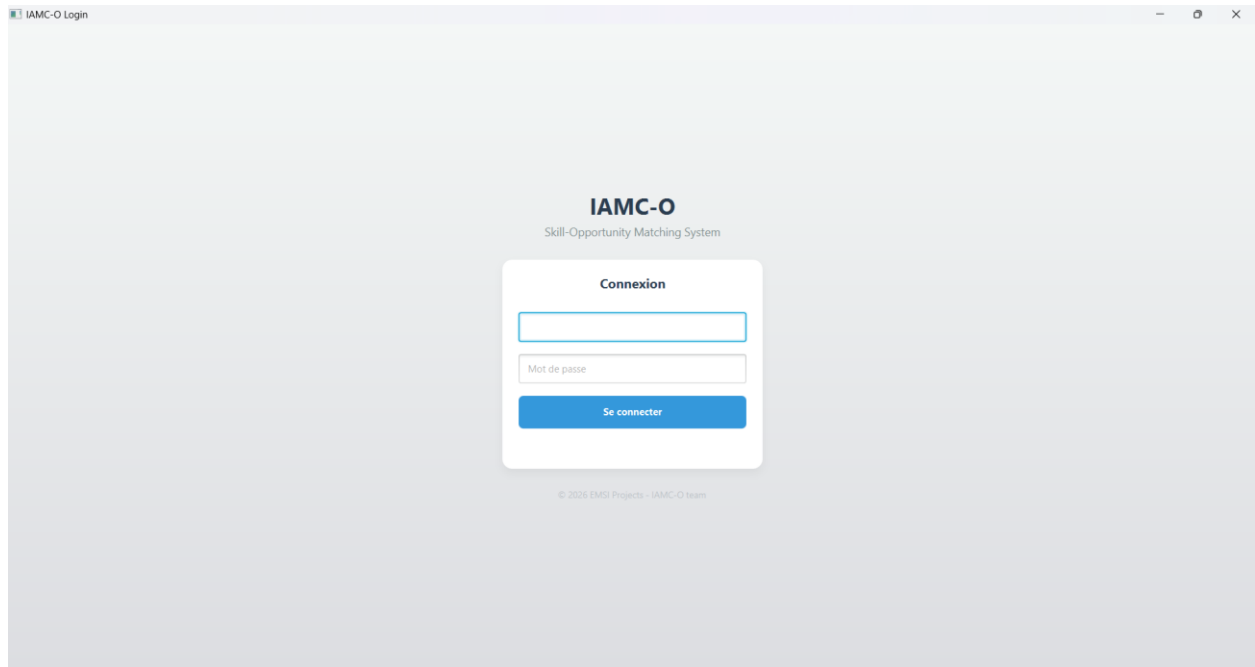 IAMC-O Login
IAMC-O
Skill-Opportunity Matching System
Connexion
Mot de passe
Se connecter
© 2026 EMSI Projects - IAMC-O team